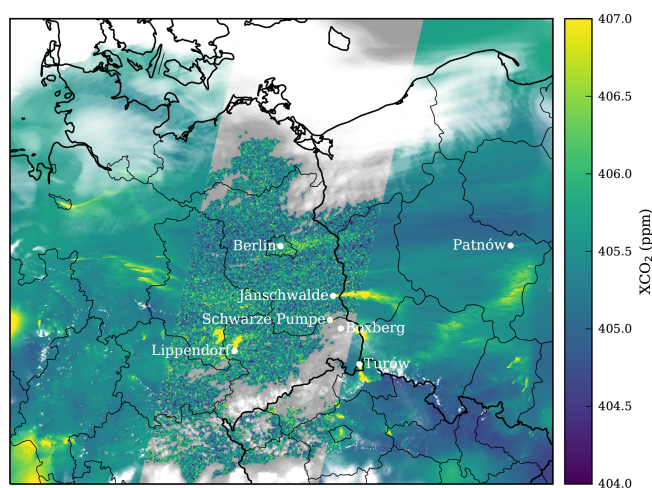 407.0
406.5
406.0
405.5
405.0
404.5
404.0
XCO₂ (ppm)
Berlin
Patnów
Jänschwalde
Schwarze Pumpe
Boxberg
Lippendorf
Turów